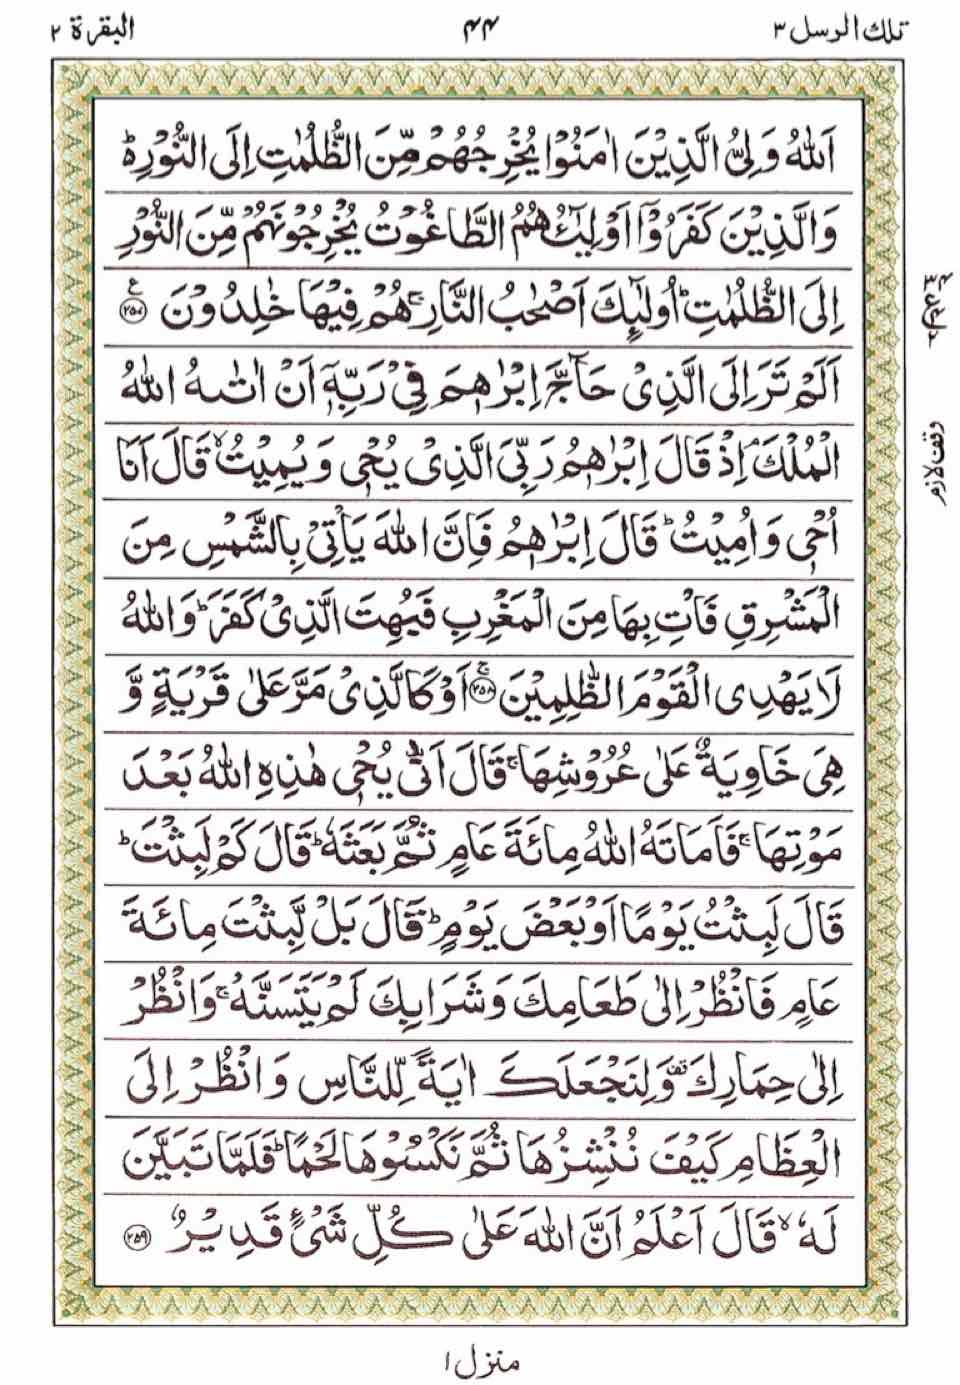 تلك الرسل ٣
٤٤
البقرة ٢
اَللّٰهُ وَلِیُّ الَّذِیْنَ اٰمَنُوْا یُخْرِجُهُمْ مِّنَ الظُّلُمٰتِ اِلَی النُّوْرِ۬ؕ
وَالَّذِیْنَ كَفَرُوْۤا اَوْلِیٰٓـُٔهُمُ الطَّاغُوْتُ یُخْرِجُوْنَهُمْ مِّنَ النُّوْرِ
اِلَی الظُّلُمٰتِؕ اُولٰٓىِٕكَ اَصْحٰبُ النَّارِۚ هُمْ فِیْهَا خٰلِدُوْنَ ﴿۲۵۷﴾ ع
اَلَمْ تَرَ اِلَی الَّذِیْ حَآجَّ اِبْرٰهٖمَ فِیْ رَبِّهٖۤ اَنْ اٰتٰىهُ اللّٰهُ
الْمُلْكَۘ اِذْ قَالَ اِبْرٰهٖمُ رَبِّیَ الَّذِیْ یُحْیٖ وَیُمِیْتُۙ قَالَ اَنَا
اُحْیٖ وَاُمِیْتُؕ قَالَ اِبْرٰهٖمُ فَاِنَّ اللّٰهَ یَاْتِیْ بِالشَّمْسِ مِنَ
الْمَشْرِقِ فَاْتِ بِهَا مِنَ الْمَغْرِبِ فَبُهِتَ الَّذِیْ كَفَرَؕ وَاللّٰهُ
لَا یَهْدِی الْقَوْمَ الظّٰلِمِیْنَۚ ﴿۲۵۸﴾ اَوْ كَالَّذِیْ مَرَّ عَلٰی قَرْیَةٍ وَّ
هِیَ خَاوِیَةٌ عَلٰی عُرُوْشِهَاۚ قَالَ اَنّٰی یُحْیٖ هٰذِهِ اللّٰهُ بَعْدَ
مَوْتِهَاۚ فَاَمَاتَهُ اللّٰهُ مِائَةَ عَامٍ ثُمَّ بَعَثَهٗؕ قَالَ كَمْ لَبِثْتَؕ
قَالَ لَبِثْتُ یَوْمًا اَوْ بَعْضَ یَوْمٍؕ قَالَ بَلْ لَّبِثْتَ مِائَةَ
عَامٍ فَانْظُرْ اِلٰی طَعَامِكَ وَشَرَابِكَ لَمْ یَتَسَنَّهْۚ وَانْظُرْ
اِلٰی حِمَارِكَ۫ وَلِنَجْعَلَكَ اٰیَةً لِّلنَّاسِ وَانْظُرْ اِلَی
الْعِظَامِ كَیْفَ نُنْشِزُهَا ثُمَّ نَكْسُوْهَا لَحْمًاؕ فَلَمَّا تَبَیَّنَ
لَهٗۙ قَالَ اَعْلَمُ اَنَّ اللّٰهَ عَلٰی كُلِّ شَیْءٍ قَدِیْرٌ ﴿۲۵۹﴾
وقف لازم
منزل ١